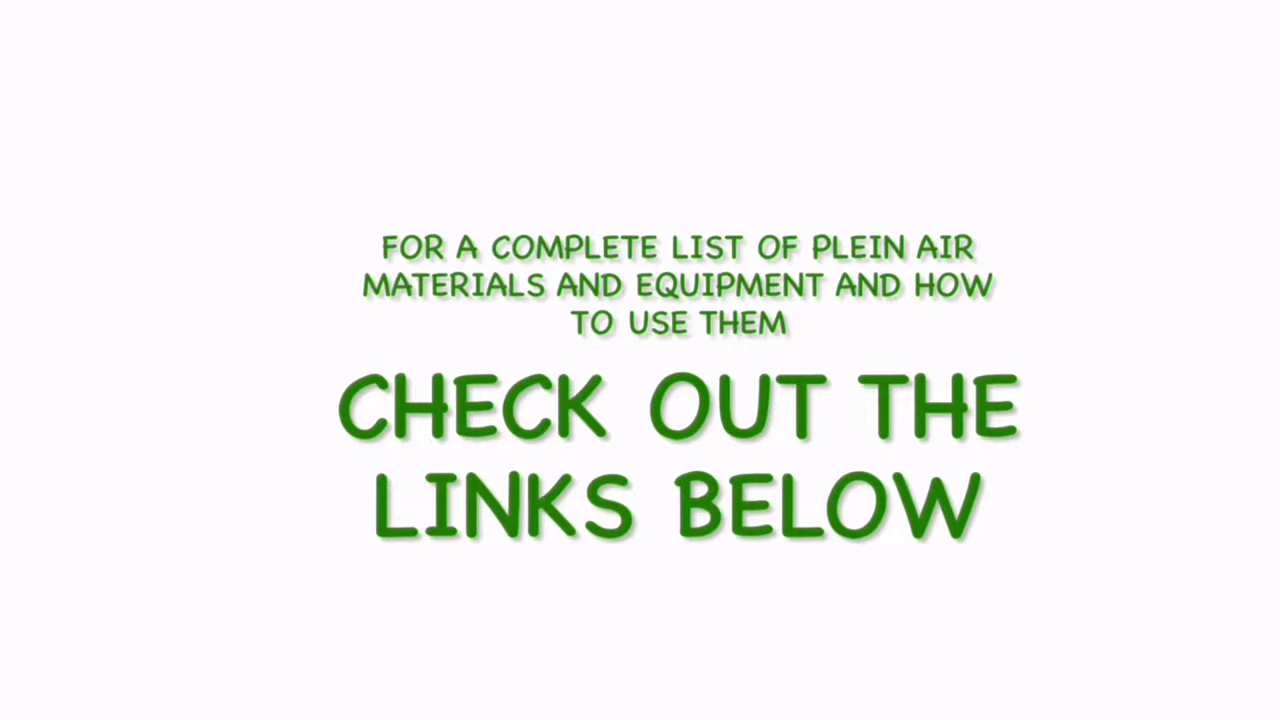 FOR A COMPLETE LIST OF PLEIN AIR
MATERIALS AND EQUIPMENT AND HOW
TO USE THEM
CHECK OUT THE
LINKS BELOW